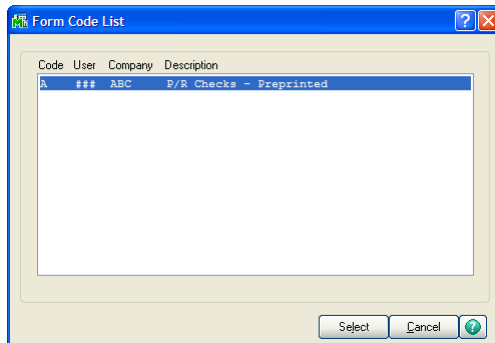 Form Code List
Code User Company Description
A ### ABC P/R Checks - Preprinted
Select Cancel